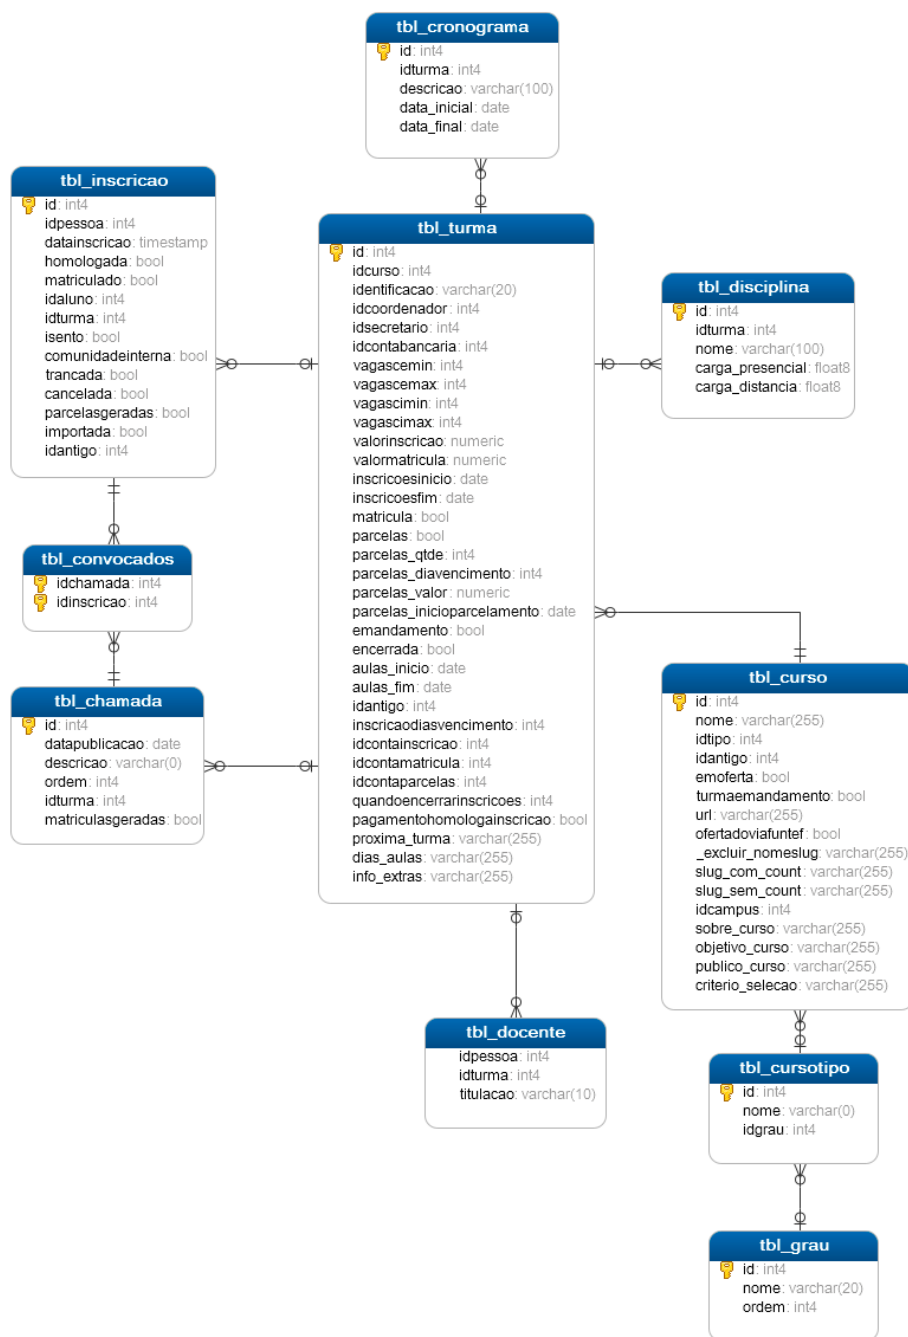 tbl_cronograma
id: int4
idturma: int4
descricao: varchar(100)
data_inicial: date
data_final: date
tbl_inscricao
id: int4
idpessoa: int4
datainscricao: timestamp
homologada: bool
matriculado: bool
idaluno: int4
idturma: int4
isento: bool
comunidadeinterna: bool
trancada: bool
cancelada: bool
parcelasgeradas: bool
importada: bool
idantigo: int4
tbl_turma
id: int4
idcurso: int4
identificacao: varchar(20)
idcoordenador: int4
idsecretario: int4
idcontabancaria: int4
vagascemin: int4
vagascemax: int4
vagascimin: int4
vagascimax: int4
valorinscricao: numeric
valormatricula: numeric
inscricoesinicio: date
inscricoesfim: date
matricula: bool
parcelas: bool
parcelas_qtde: int4
parcelas_diavencimento: int4
parcelas_valor: numeric
parcelas_inicioparcelamento: date
emandamento: bool
encerrada: bool
aulas_inicio: date
aulas_fim: date
idantigo: int4
inscricaodiasvencimento: int4
idcontainscricao: int4
idcontamatricula: int4
idcontaparcelas: int4
quandoencerrarinscricoes: int4
pagamentohomologainscricao: bool
proxima_turma: varchar(255)
dias_aulas: varchar(255)
info_extras: varchar(255)
tbl_disciplina
id: int4
idturma: int4
nome: varchar(100)
carga_presencial: float8
carga_distancia: float8
tbl_convocados
idchamada: int4
idinscricao: int4
tbl_chamada
id: int4
datapublicacao: date
descricao: varchar(0)
ordem: int4
idturma: int4
matriculasgeradas: bool
tbl_curso
id: int4
nome: varchar(255)
idtipo: int4
idantigo: int4
emoferta: bool
turmaemandamento: bool
url: varchar(255)
ofertadoviafuntef: bool
_excluir_nomeslug: varchar(255)
slug_com_count: varchar(255)
slug_sem_count: varchar(255)
idcampus: int4
sobre_curso: varchar(255)
objetivo_curso: varchar(255)
publico_curso: varchar(255)
criterio_selecao: varchar(255)
tbl_docente
idpessoa: int4
idturma: int4
titulacao: varchar(10)
tbl_cursotipo
id: int4
nome: varchar(0)
idgrau: int4
tbl_grau
id: int4
nome: varchar(20)
ordem: int4